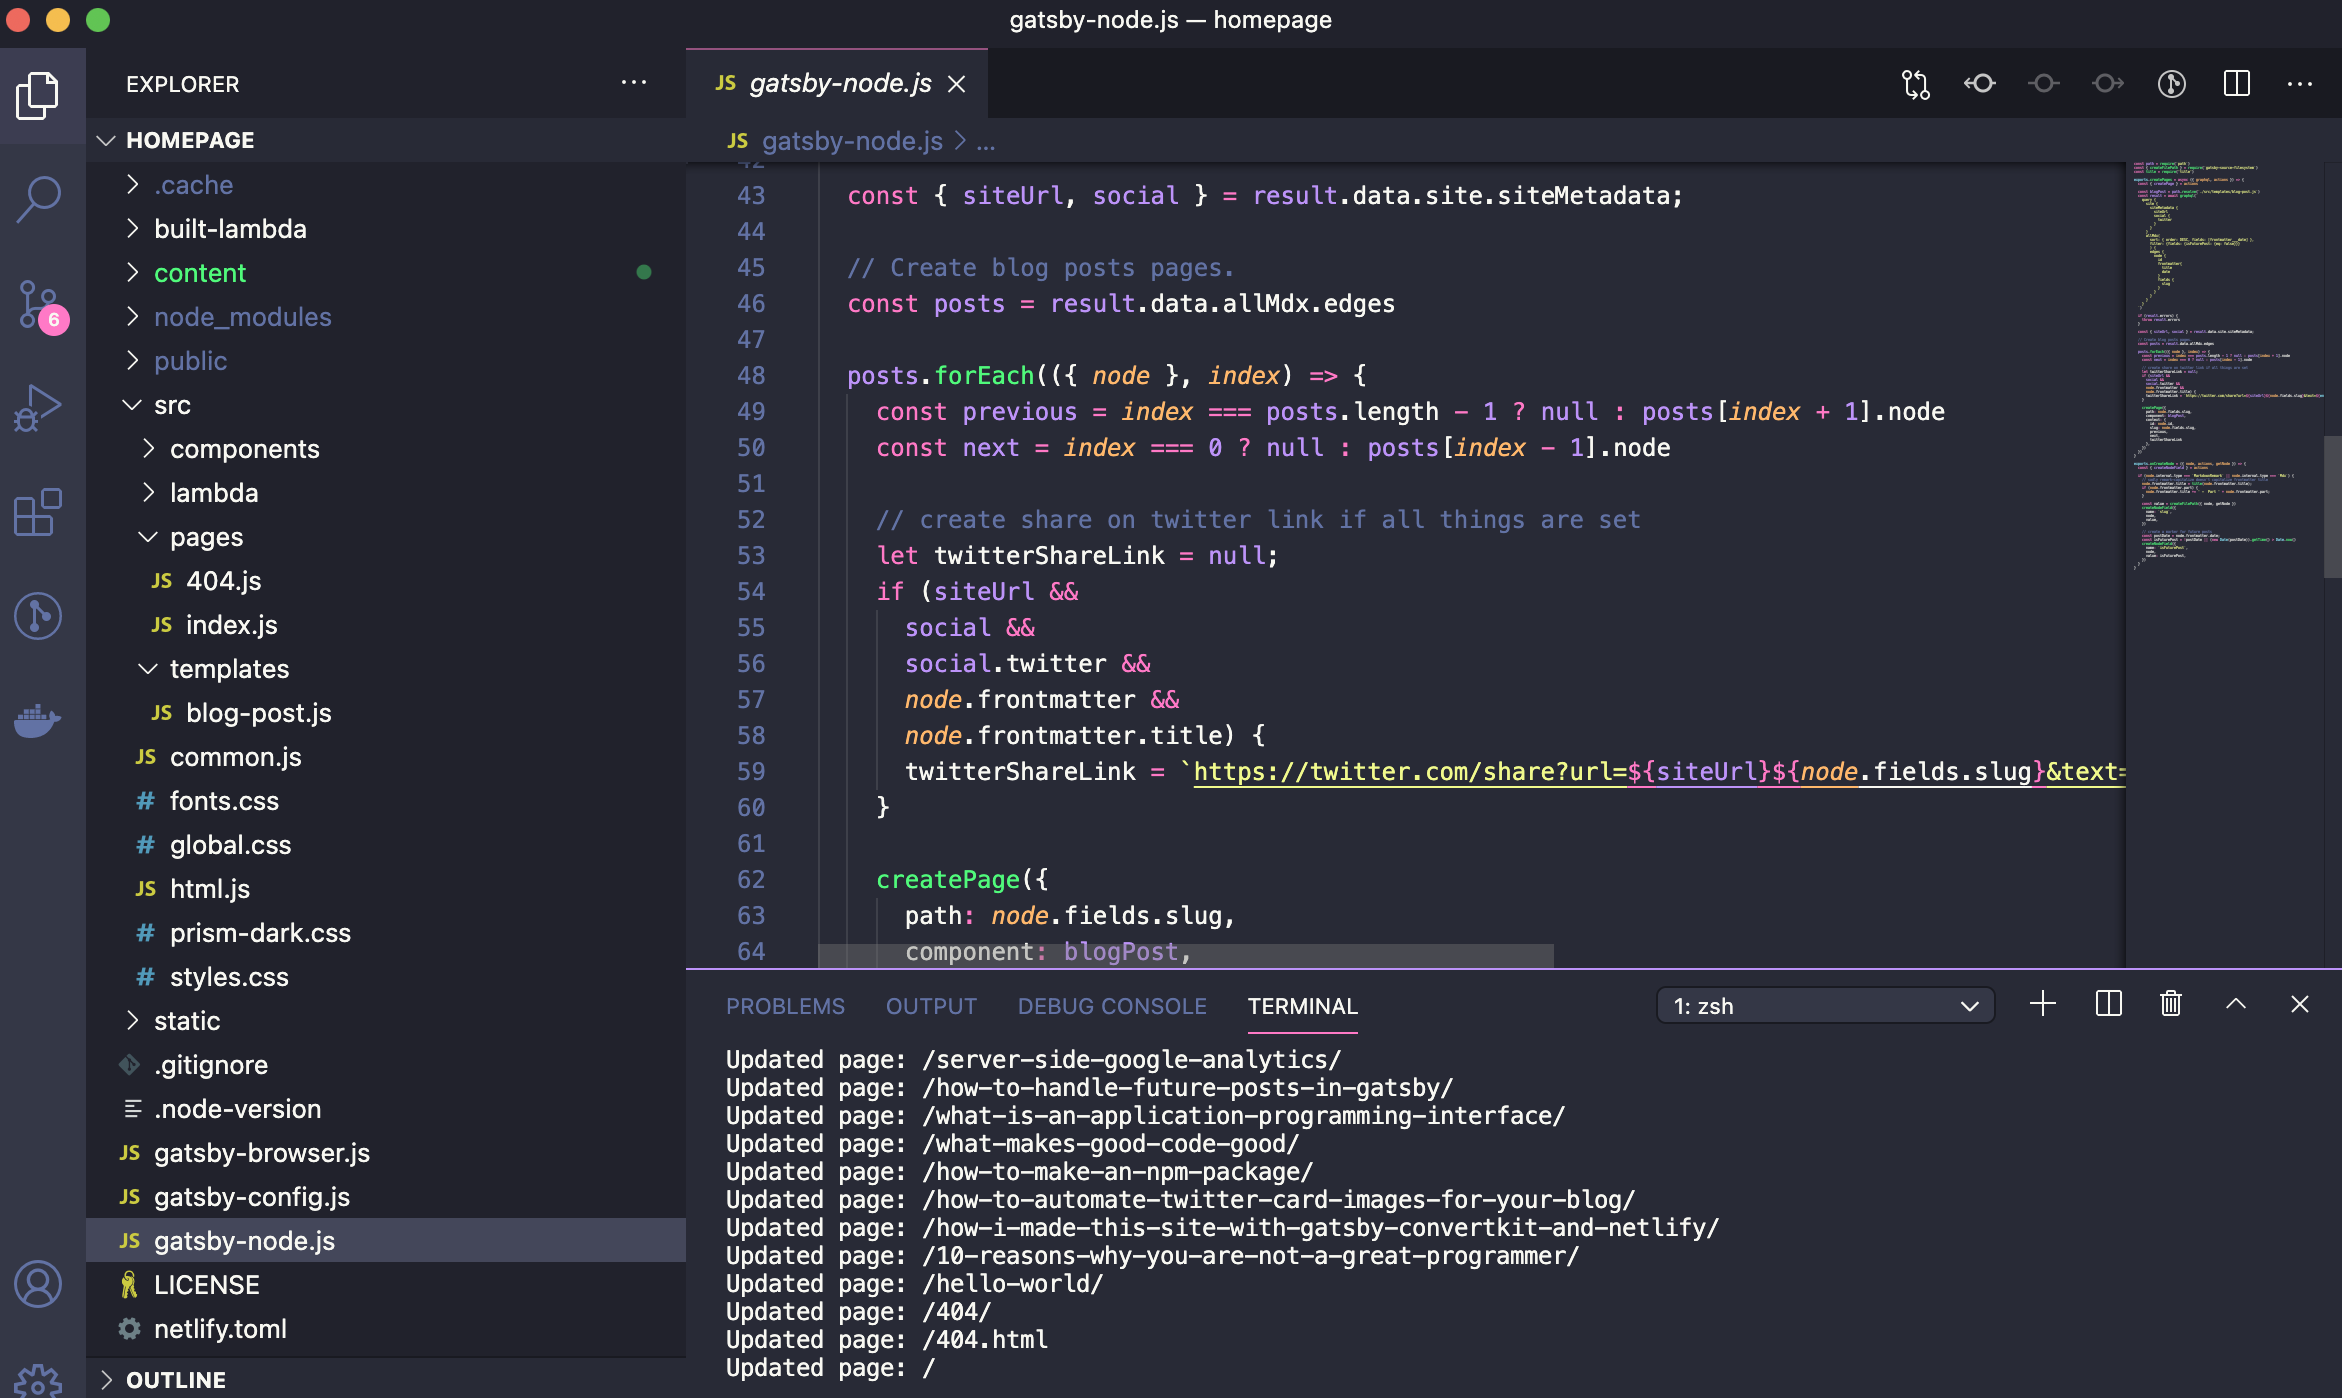 gatsby-node.js — homepage
EXPLORER
HOMEPAGE
.cache
built-lambda
content
node_modules
public
src
components
lambda
pages
JS 404.js
JS index.js
templates
JS blog-post.js
JS common.js
# fonts.css
# global.css
JS html.js
# prism-dark.css
# styles.css
static
.gitignore
.node-version
JS gatsby-browser.js
JS gatsby-config.js
JS gatsby-node.js
LICENSE
netlify.toml
OUTLINE
6
JS gatsby-node.js
JS gatsby-node.js > ...
42
43 const { siteUrl, social } = result.data.site.siteMetadata;
44
45 // Create blog posts pages.
46 const posts = result.data.allMdx.edges
47
48 posts.forEach(({ node }, index) => {
49 const previous = index === posts.length - 1 ? null : posts[index + 1].node
50 const next = index === 0 ? null : posts[index - 1].node
51
52 // create share on twitter link if all things are set
53 let twitterShareLink = null;
54 if (siteUrl &&
55 social &&
56 social.twitter &&
57 node.frontmatter &&
58 node.frontmatter.title) {
59 twitterShareLink = `https://twitter.com/share?url=${siteUrl}${node.fields.slug}&text=
60 }
61
62 createPage({
63 path: node.fields.slug,
64 component: blogPost,
PROBLEMS OUTPUT DEBUG CONSOLE TERMINAL 1: zsh
Updated page: /server-side-google-analytics/
Updated page: /how-to-handle-future-posts-in-gatsby/
Updated page: /what-is-an-application-programming-interface/
Updated page: /what-makes-good-code-good/
Updated page: /how-to-make-an-npm-package/
Updated page: /how-to-automate-twitter-card-images-for-your-blog/
Updated page: /how-i-made-this-site-with-gatsby-convertkit-and-netlify/
Updated page: /10-reasons-why-you-are-not-a-great-programmer/
Updated page: /hello-world/
Updated page: /404/
Updated page: /404.html
Updated page: /